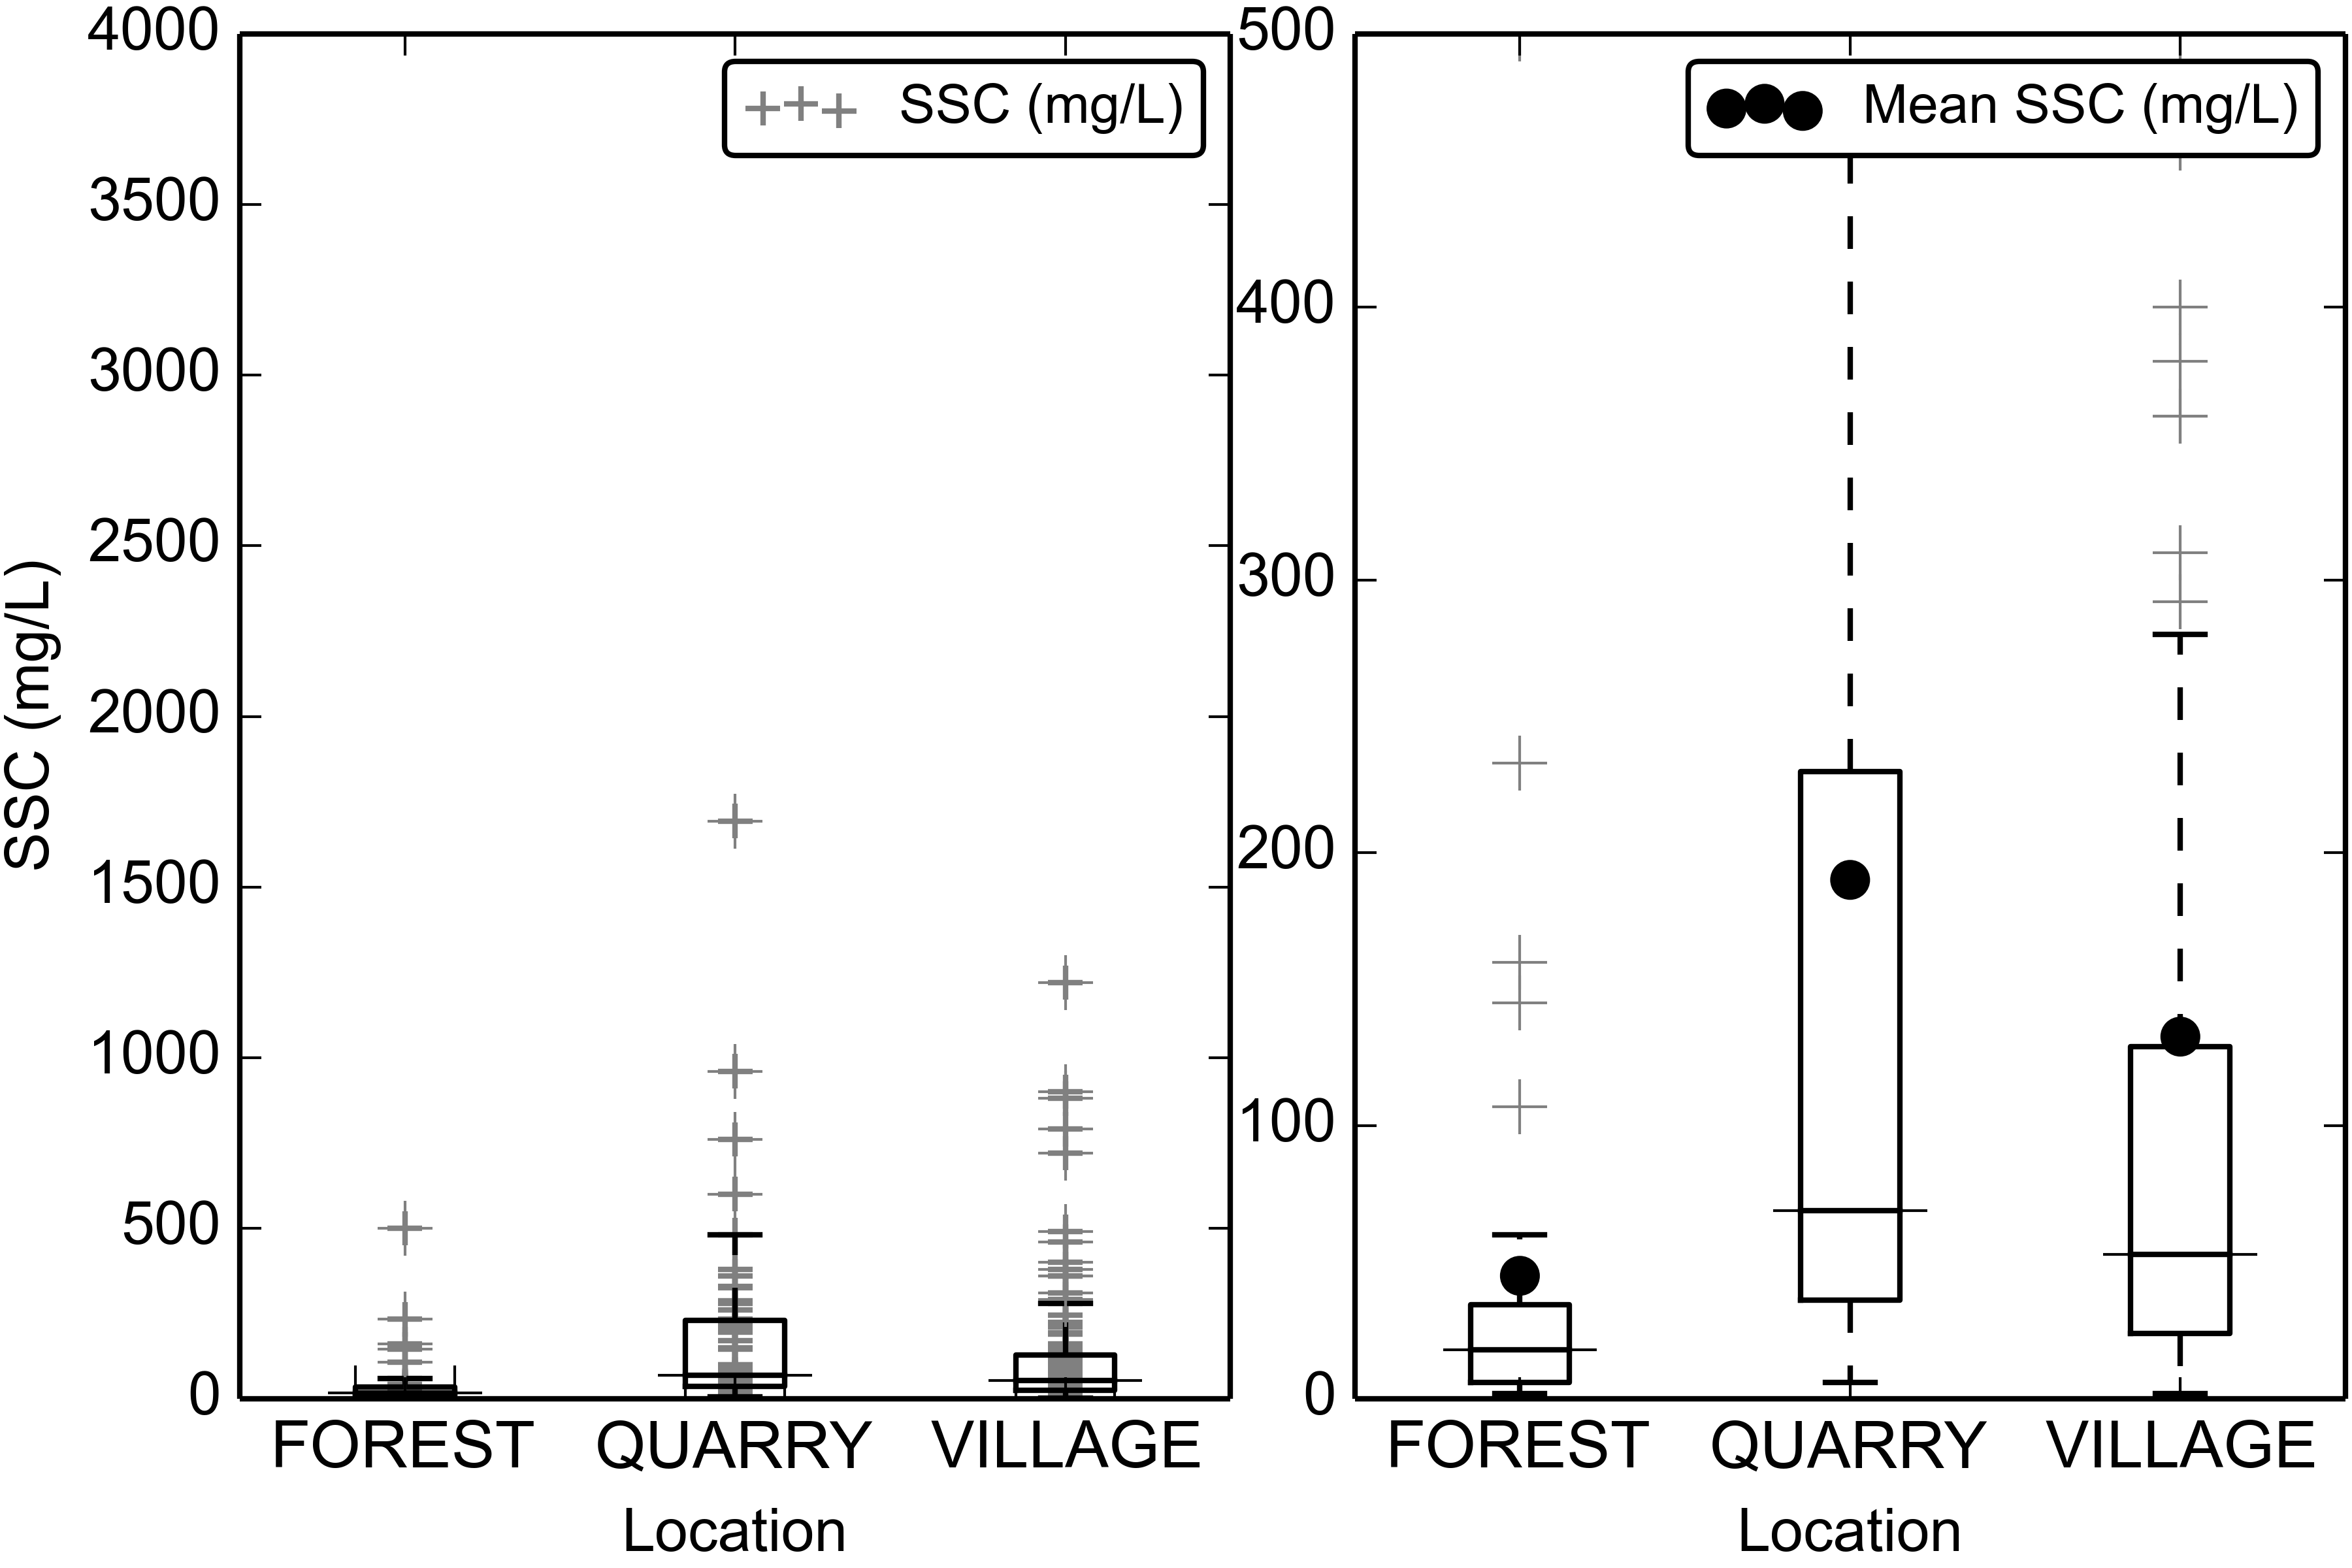 SSC (mg/L)
4000
3500
3000
2500
2000
1500
1000
500
0
SSC (mg/L)
FOREST QUARRY VILLAGE
Location
500
400
300
200
100
0
Mean SSC (mg/L)
FOREST QUARRY VILLAGE
Location